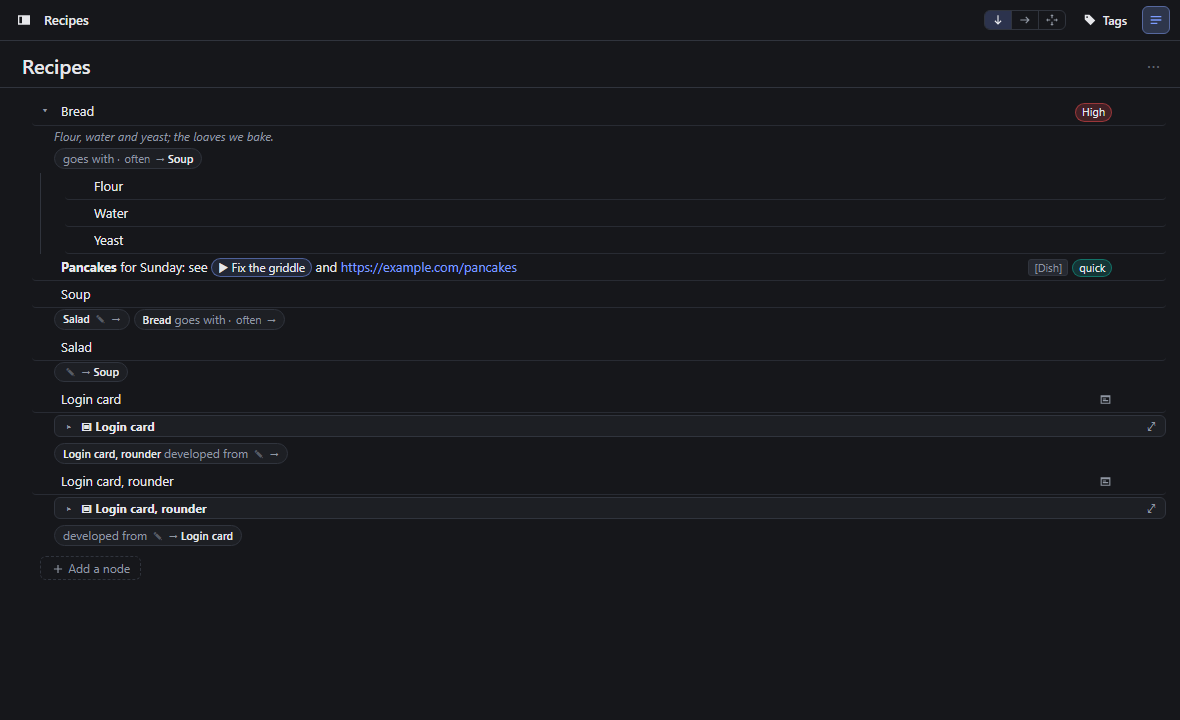 Recipes
Tags
Recipes
Bread
High
Flour, water and yeast; the loaves we bake.
goes with · often → Soup
Flour
Water
Yeast
Pancakes for Sunday: see ▶ Fix the griddle and https://example.com/pancakes
[Dish] quick
Soup
Salad → Bread goes with · often →
Salad
→ Soup
Login card
Login card
Login card, rounder developed from →
Login card, rounder
Login card, rounder
developed from → Login card
+ Add a node